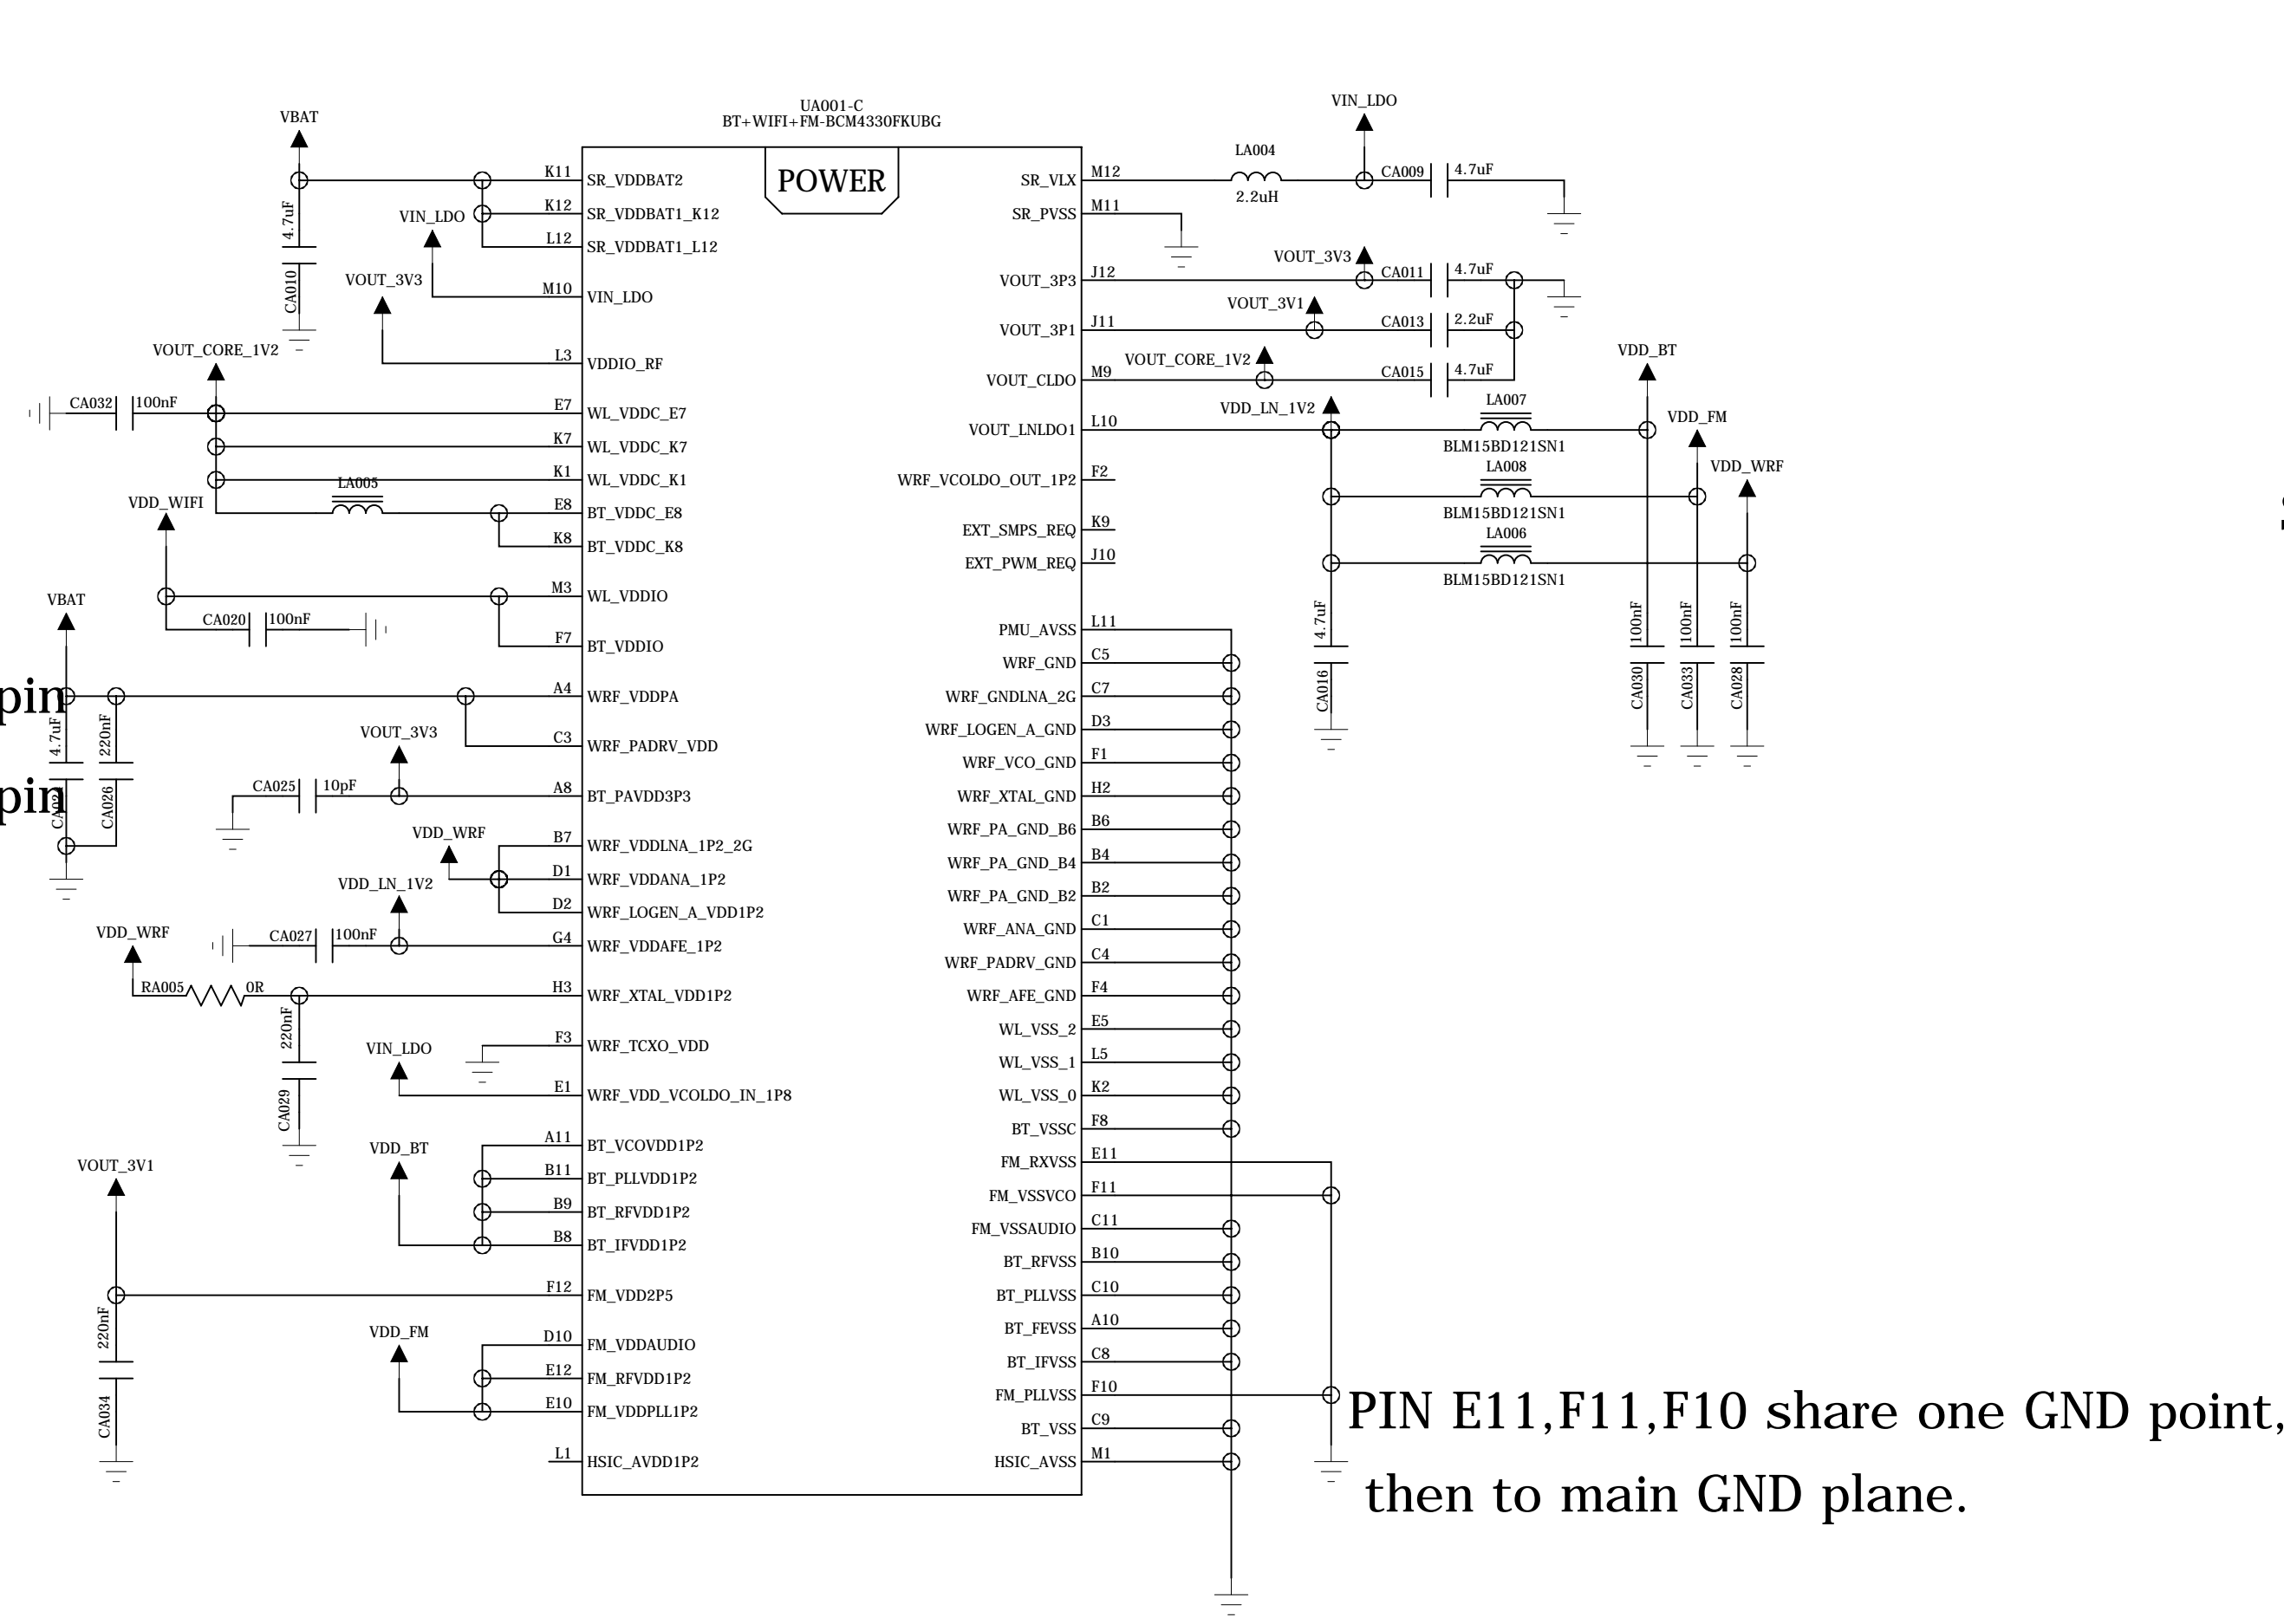 UA001-C
BT+WIFI+FM-BCM4330FKUBG
POWER
VBAT
4.7uF
CA010
VIN_LDO
VOUT_3V3
VOUT_CORE_1V2
CA032 100nF
LA005
VDD_WIFI
CA020 100nF
VBAT
pin
4.7uF
220nF
pin
CA026
VOUT_3V3
CA025 10pF
VDD_WRF
VDD_LN_1V2
CA027 100nF
VDD_WRF
RA005 0R
220nF
CA029
VIN_LDO
VDD_BT
VOUT_3V1
220nF
CA034
VDD_FM
K11 SR_VDDBAT2
K12 SR_VDDBAT1_K12
L12 SR_VDDBAT1_L12
M10 VIN_LDO
L3 VDDIO_RF
E7 WL_VDDC_E7
K7 WL_VDDC_K7
K1 WL_VDDC_K1
E8 BT_VDDC_E8
K8 BT_VDDC_K8
M3 WL_VDDIO
F7 BT_VDDIO
A4 WRF_VDDPA
C3 WRF_PADRV_VDD
A8 BT_PAVDD3P3
B7 WRF_VDDLNA_1P2_2G
D1 WRF_VDDANA_1P2
D2 WRF_LOGEN_A_VDD1P2
G4 WRF_VDDAFE_1P2
H3 WRF_XTAL_VDD1P2
F3 WRF_TCXO_VDD
E1 WRF_VDD_VCOLDO_IN_1P8
A11 BT_VCOVDD1P2
B11 BT_PLLVDD1P2
B9 BT_RFVDD1P2
B8 BT_IFVDD1P2
F12 FM_VDD2P5
D10 FM_VDDAUDIO
E12 FM_RFVDD1P2
E10 FM_VDDPLL1P2
L1 HSIC_AVDD1P2
SR_VLX M12
SR_PVSS M11
VOUT_3P3 J12
VOUT_3P1 J11
VOUT_CLDO M9
VOUT_LNLDO1 L10
WRF_VCOLDO_OUT_1P2 F2
EXT_SMPS_REQ K9
EXT_PWM_REQ J10
PMU_AVSS L11
WRF_GND C5
WRF_GNDLNA_2G C7
WRF_LOGEN_A_GND D3
WRF_VCO_GND F1
WRF_XTAL_GND H2
WRF_PA_GND_B6 B6
WRF_PA_GND_B4 B4
WRF_PA_GND_B2 B2
WRF_ANA_GND C1
WRF_PADRV_GND C4
WRF_AFE_GND F4
WL_VSS_2 E5
WL_VSS_1 L5
WL_VSS_0 K2
BT_VSSC F8
FM_RXVSS E11
FM_VSSVCO F11
FM_VSSAUDIO C11
BT_RFVSS B10
BT_PLLVSS C10
BT_FEVSS A10
BT_IFVSS C8
FM_PLLVSS F10
BT_VSS C9
HSIC_AVSS M1
LA004
2.2uH
VIN_LDO
CA009 4.7uF
VOUT_3V3
CA011 4.7uF
VOUT_3V1
CA013 2.2uF
VOUT_CORE_1V2
CA015 4.7uF
VDD_LN_1V2
LA007
BLM15BD121SN1
LA008
BLM15BD121SN1
LA006
BLM15BD121SN1
VDD_BT
VDD_FM
VDD_WRF
4.7uF
CA016
100nF
CA030
100nF
CA033
100nF
CA028
PIN E11,F11,F10 share one GND point,
then to main GND plane.